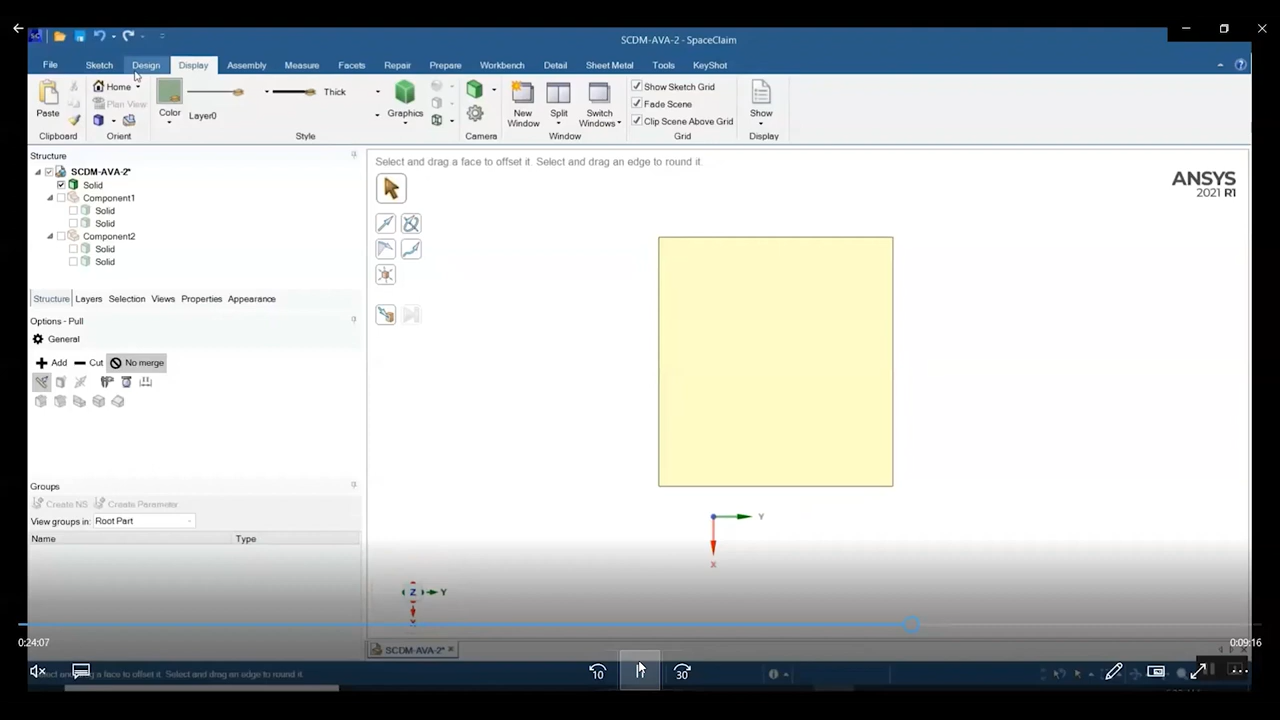 SCDM-AVA-2 - SpaceClaim
File Sketch Design Display Assembly Measure Facets Repair Prepare Workbench Detail Sheet Metal Tools KeyShot
Paste
Clipboard
Home
Plan View
Orient
Color
Layer0
Thick
Style
Graphics
Camera
New Window
Split
Switch Windows
Window
Show Sketch Grid
Fade Scene
Clip Scene Above Grid
Grid
Show
Display
Structure
SCDM-AVA-2*
Solid
Component1
Solid
Solid
Component2
Solid
Solid
Structure Layers Selection Views Properties Appearance
Options - Pull
General
Add Cut No merge
Groups
Create NS Create Parameter
View groups in: Root Part
Name Type
Select and drag a face to offset it. Select and drag an edge to round it.
ANSYS
2021 R1
Y
X
Z Y
0:24:07
0:09:16
SCDM-AVA-2*
10
30